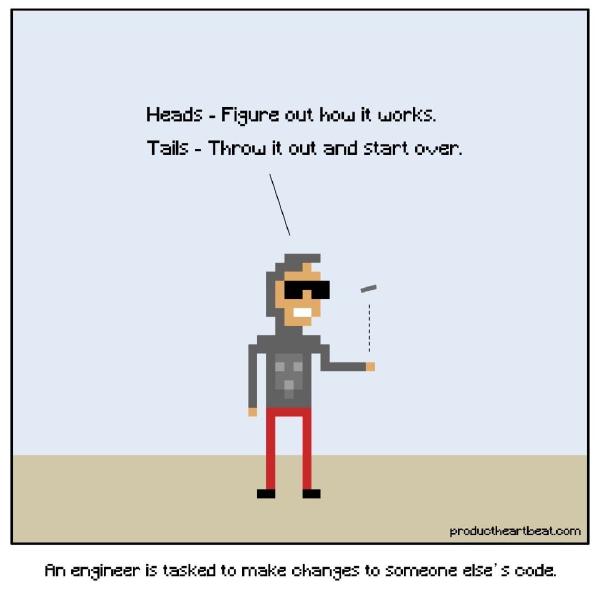 Heads - Figure out how it works.
Tails - Throw it out and start over.
productheartbeat.com
An engineer is tasked to make changes to someone else's code.